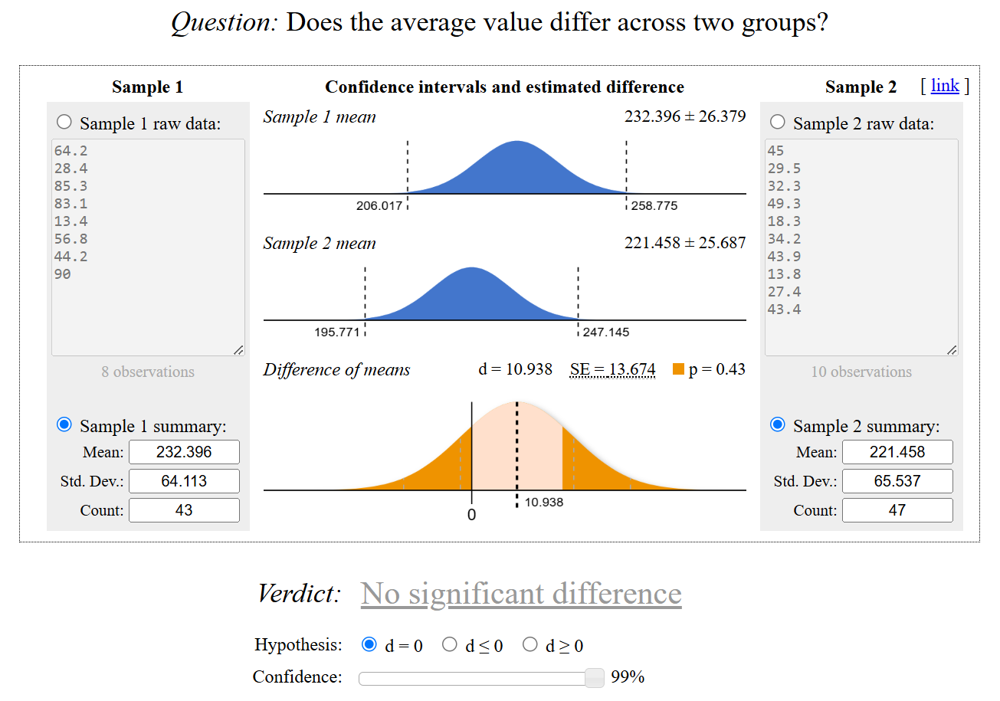 Question: Does the average value differ across two groups?
Sample 1
Confidence intervals and estimated difference
Sample 2
[ link ]
Sample 1 raw data:
64.2
28.4
85.3
83.1
13.4
56.8
44.2
90
8 observations
Sample 1 summary:
Mean: 232.396
Std. Dev.: 64.113
Count: 43
Sample 1 mean
232.396 ± 26.379
206.017
258.775
Sample 2 mean
221.458 ± 25.687
195.771
247.145
Difference of means
d = 10.938
SE = 13.674
p = 0.43
10.938
0
Sample 2 raw data:
45
29.5
32.3
49.3
18.3
34.2
43.9
13.8
27.4
43.4
10 observations
Sample 2 summary:
Mean: 221.458
Std. Dev.: 65.537
Count: 47
Verdict: No significant difference
Hypothesis: d = 0 d ≤ 0 d ≥ 0
Confidence: 99%